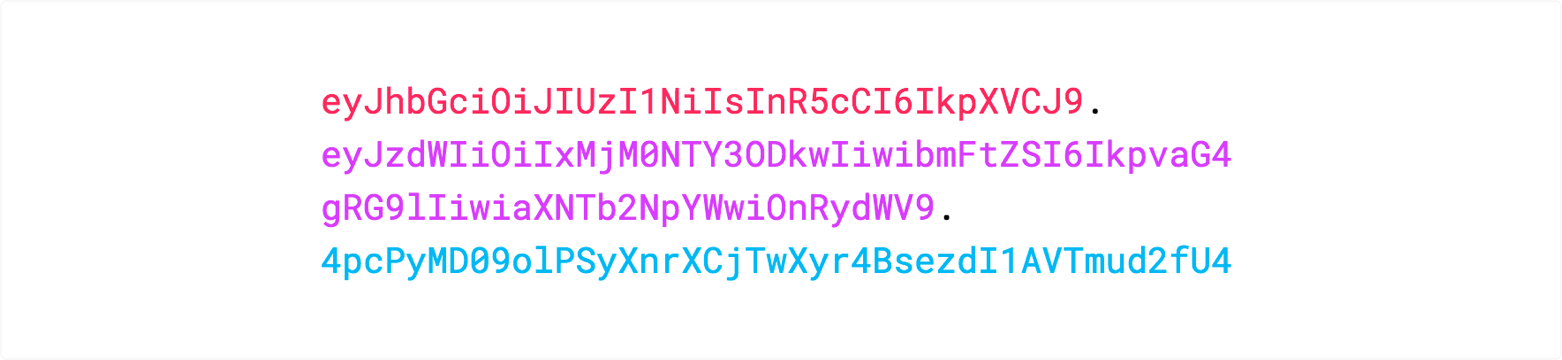 eyJhbGciOiJIUzI1NiIsInR5cCI6IkpXVCJ9.
eyJzdWIiOiIxMjM0NTY3ODkwIiwibmFtZSI6IkpvaG4
gRG9lIiwiaXNTb2NpYWwiOnRydWV9.
4pcPyMD09olPSyXnrXCjTwXyr4BsezdI1AVTmud2fU4